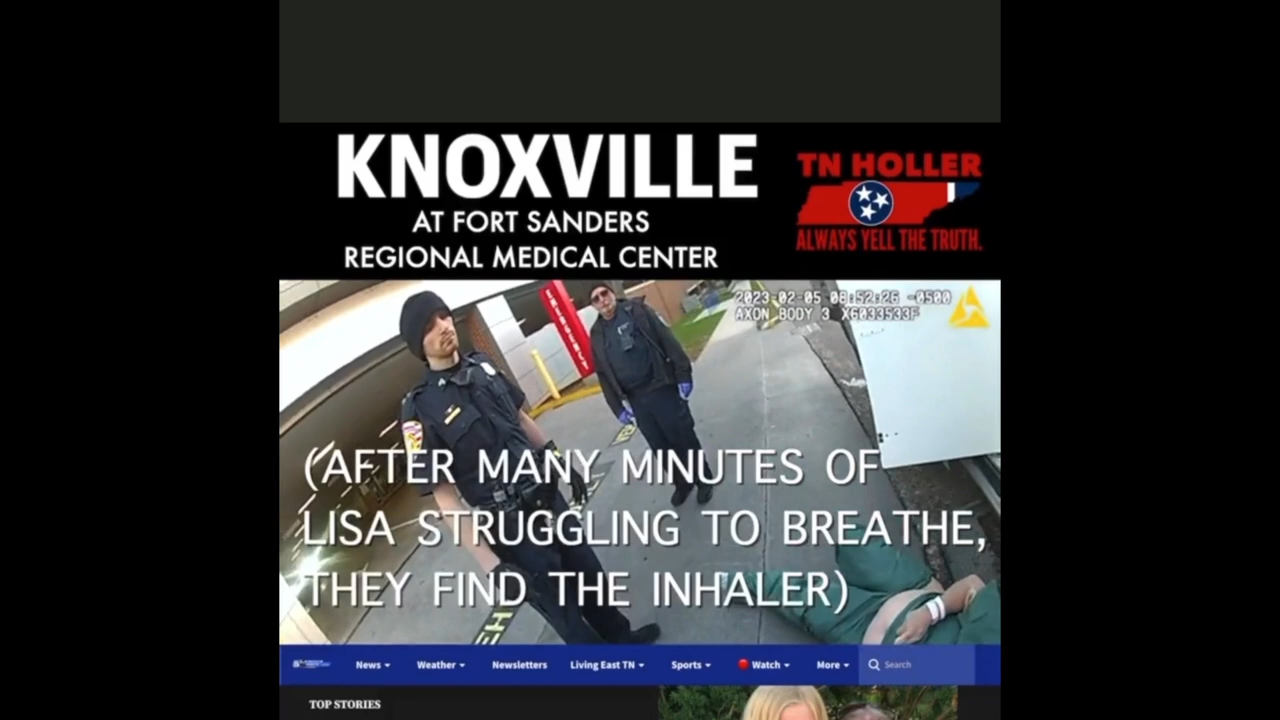 KNOXVILLE
AT FORT SANDERS
REGIONAL MEDICAL CENTER
TN HOLLER
ALWAYS YELL THE TRUTH.
2023-02-05 08:52:26 -0500
AXON BODY 3 X6033533F
EMERGENCY
(AFTER MANY MINUTES OF
LISA STRUGGLING TO BREATHE,
THEY FIND THE INHALER)
News
Weather
Newsletters
Living East TN
Sports
Watch
More
Search
TOP STORIES